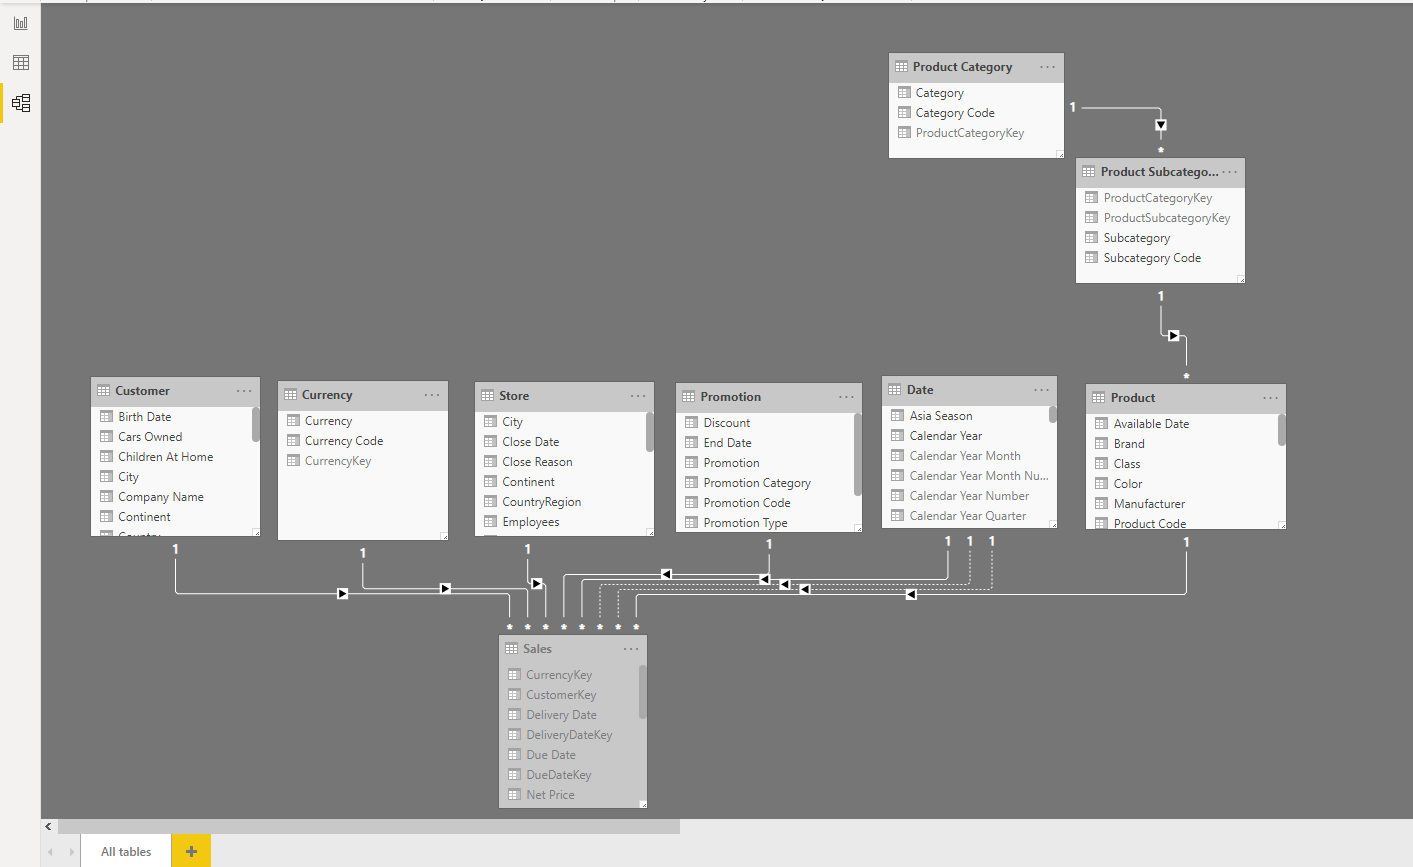 Product Category ...
Category
Category Code
ProductCategoryKey
1
*
Product Subcatego... ...
ProductCategoryKey
ProductSubcategoryKey
Subcategory
Subcategory Code
1
*
Customer ...
Birth Date
Cars Owned
Children At Home
City
Company Name
Continent
Country
1
Currency ...
Currency
Currency Code
CurrencyKey
1
Store ...
City
Close Date
Close Reason
Continent
CountryRegion
Employees
1
Promotion ...
Discount
End Date
Promotion
Promotion Category
Promotion Code
Promotion Type
1
Date ...
Asia Season
Calendar Year
Calendar Year Month
Calendar Year Month Nu...
Calendar Year Number
Calendar Year Quarter
1 1 1
Product ...
Available Date
Brand
Class
Color
Manufacturer
Product Code
1
* * * * * * * *
Sales ...
CurrencyKey
CustomerKey
Delivery Date
DeliveryDateKey
Due Date
DueDateKey
Net Price
All tables
+